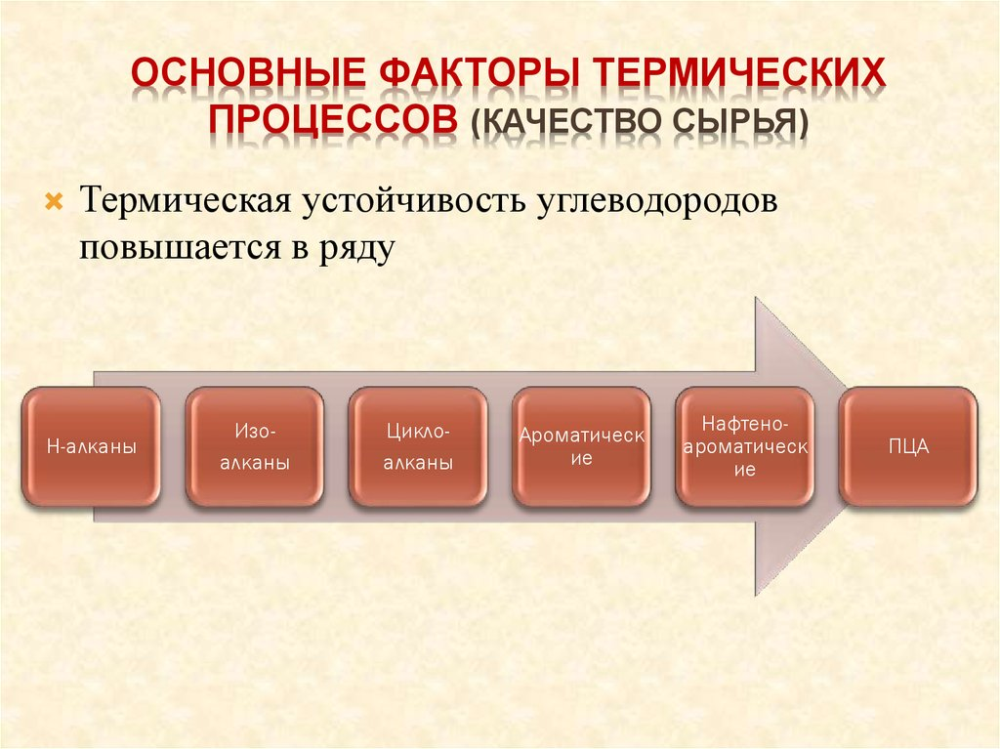 ОСНОВНЫЕ ФАКТОРЫ ТЕРМИЧЕСКИХ
ПРОЦЕССОВ (КАЧЕСТВО СЫРЬЯ)
Термическая устойчивость углеводородов
повышается в ряду
Н-алканы
Изо-
алканы
Цикло-
алканы
Ароматическ
ие
Нафтено-
ароматическ
ие
ПЦА